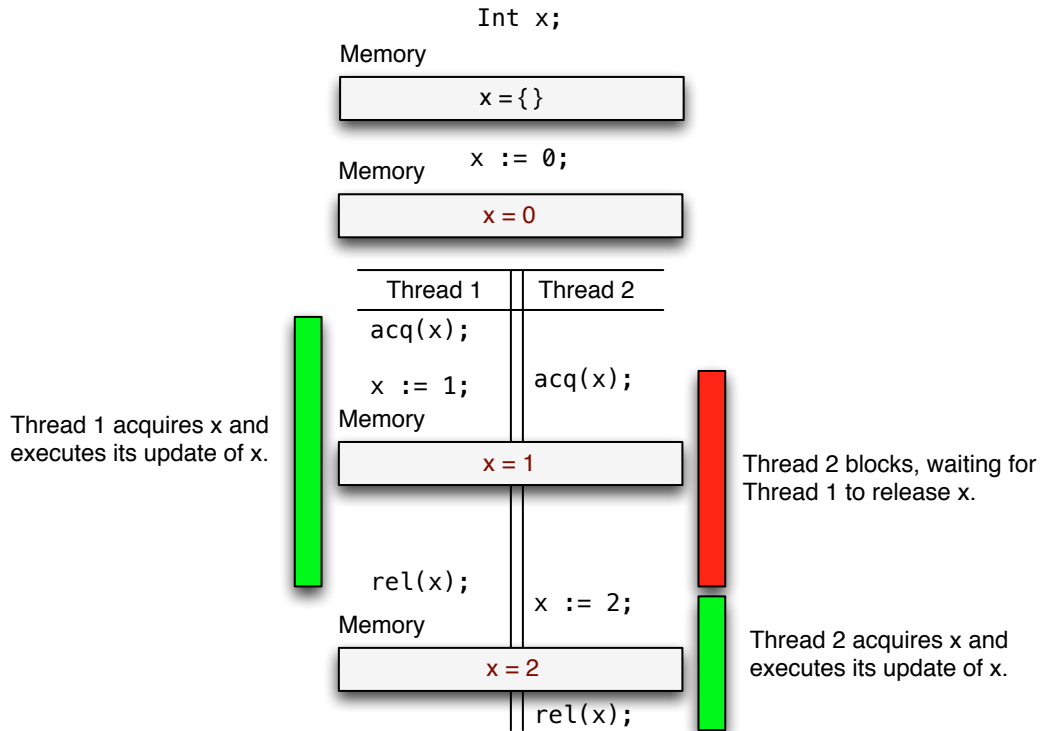 Int x;
Memory
x = { }
x := 0;
Memory
x = 0
Thread 1
Thread 2
acq(x);
x := 1;
acq(x);
Memory
x = 1
Thread 1 acquires x and
executes its update of x.
Thread 2 blocks, waiting for
Thread 1 to release x.
rel(x);
x := 2;
Memory
x = 2
Thread 2 acquires x and
executes its update of x.
rel(x);